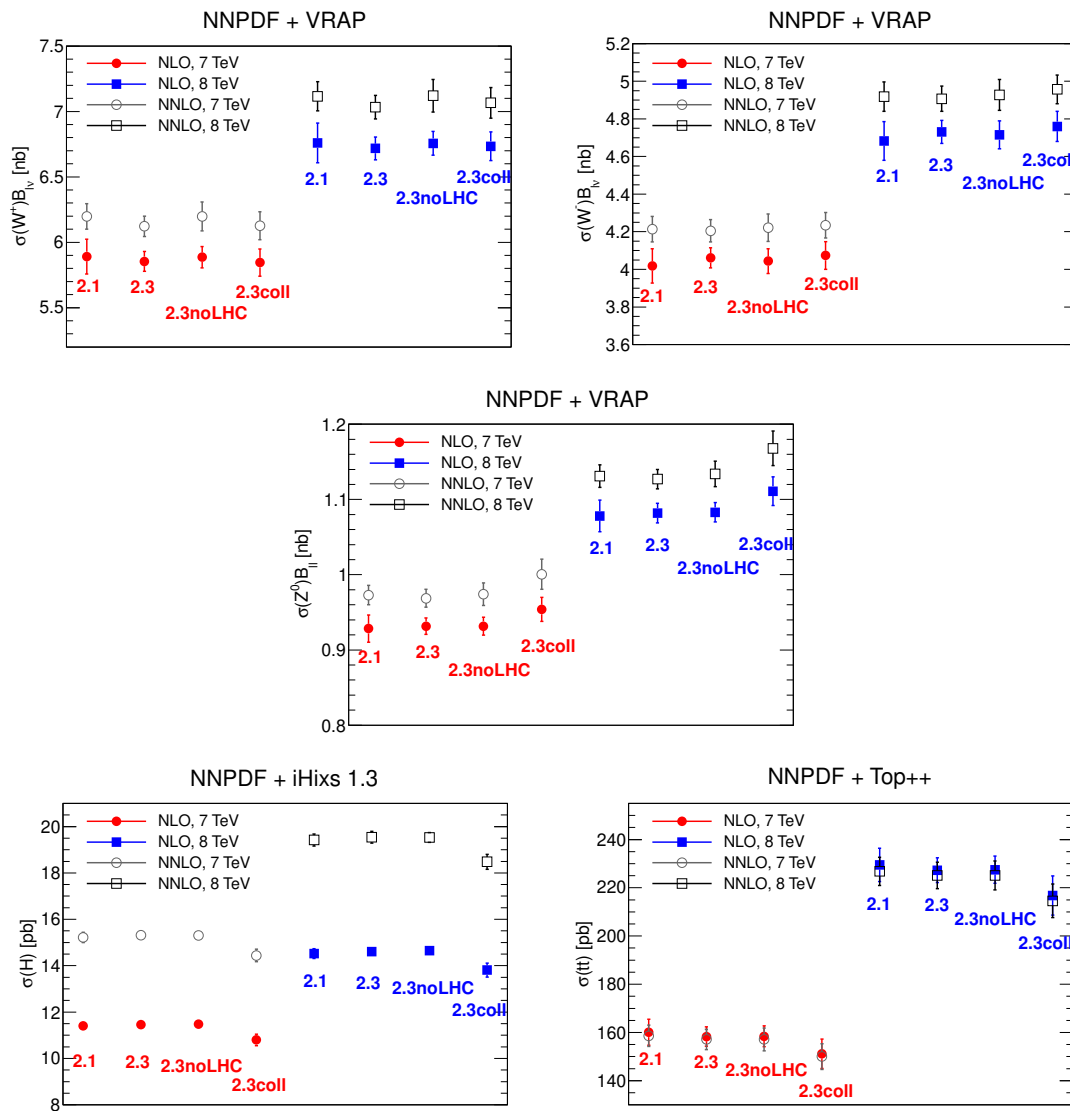 NNPDF + VRAP
σ(W⁺)B_lν [nb]
7.5
7
6.5
6
5.5
NLO, 7 TeV
NLO, 8 TeV
NNLO, 7 TeV
NNLO, 8 TeV
2.1
2.3
2.3noLHC
2.3coll
2.1
2.3
2.3noLHC
2.3coll
NNPDF + VRAP
σ(W⁻)B_lν [nb]
5.2
5
4.8
4.6
4.4
4.2
4
3.8
3.6
NLO, 7 TeV
NLO, 8 TeV
NNLO, 7 TeV
NNLO, 8 TeV
2.1
2.3
2.3noLHC
2.3coll
2.1
2.3
2.3noLHC
2.3coll
NNPDF + VRAP
σ(Z⁰)B_ll [nb]
1.2
1.1
1
0.9
0.8
NLO, 7 TeV
NLO, 8 TeV
NNLO, 7 TeV
NNLO, 8 TeV
2.1
2.3
2.3noLHC
2.3coll
2.1
2.3
2.3noLHC
2.3coll
NNPDF + iHixs 1.3
σ(H) [pb]
20
18
16
14
12
10
8
NLO, 7 TeV
NLO, 8 TeV
NNLO, 7 TeV
NNLO, 8 TeV
2.1
2.3
2.3noLHC
2.3coll
2.1
2.3
2.3noLHC
2.3coll
NNPDF + Top++
σ(tt) [pb]
240
220
200
180
160
140
NLO, 7 TeV
NLO, 8 TeV
NNLO, 7 TeV
NNLO, 8 TeV
2.1
2.3
2.3noLHC
2.3coll
2.1
2.3
2.3noLHC
2.3coll